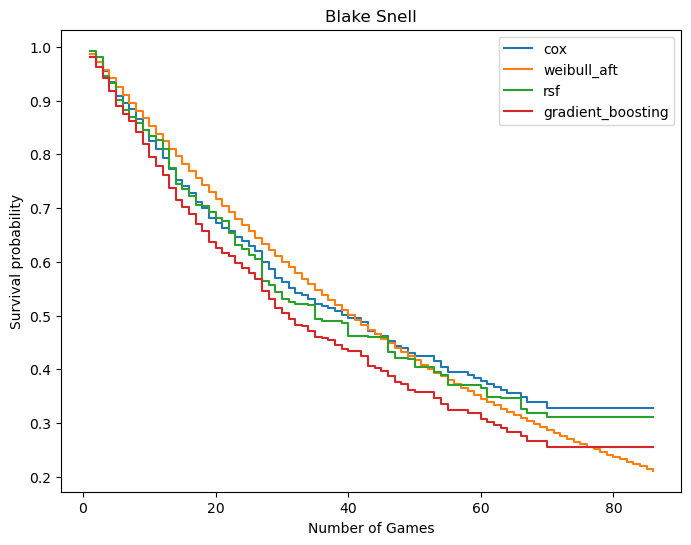 Blake Snell
cox
weibull_aft
rsf
gradient_boosting
Survival probability
1.0
0.9
0.8
0.7
0.6
0.5
0.4
0.3
0.2
0
20
40
60
80
Number of Games